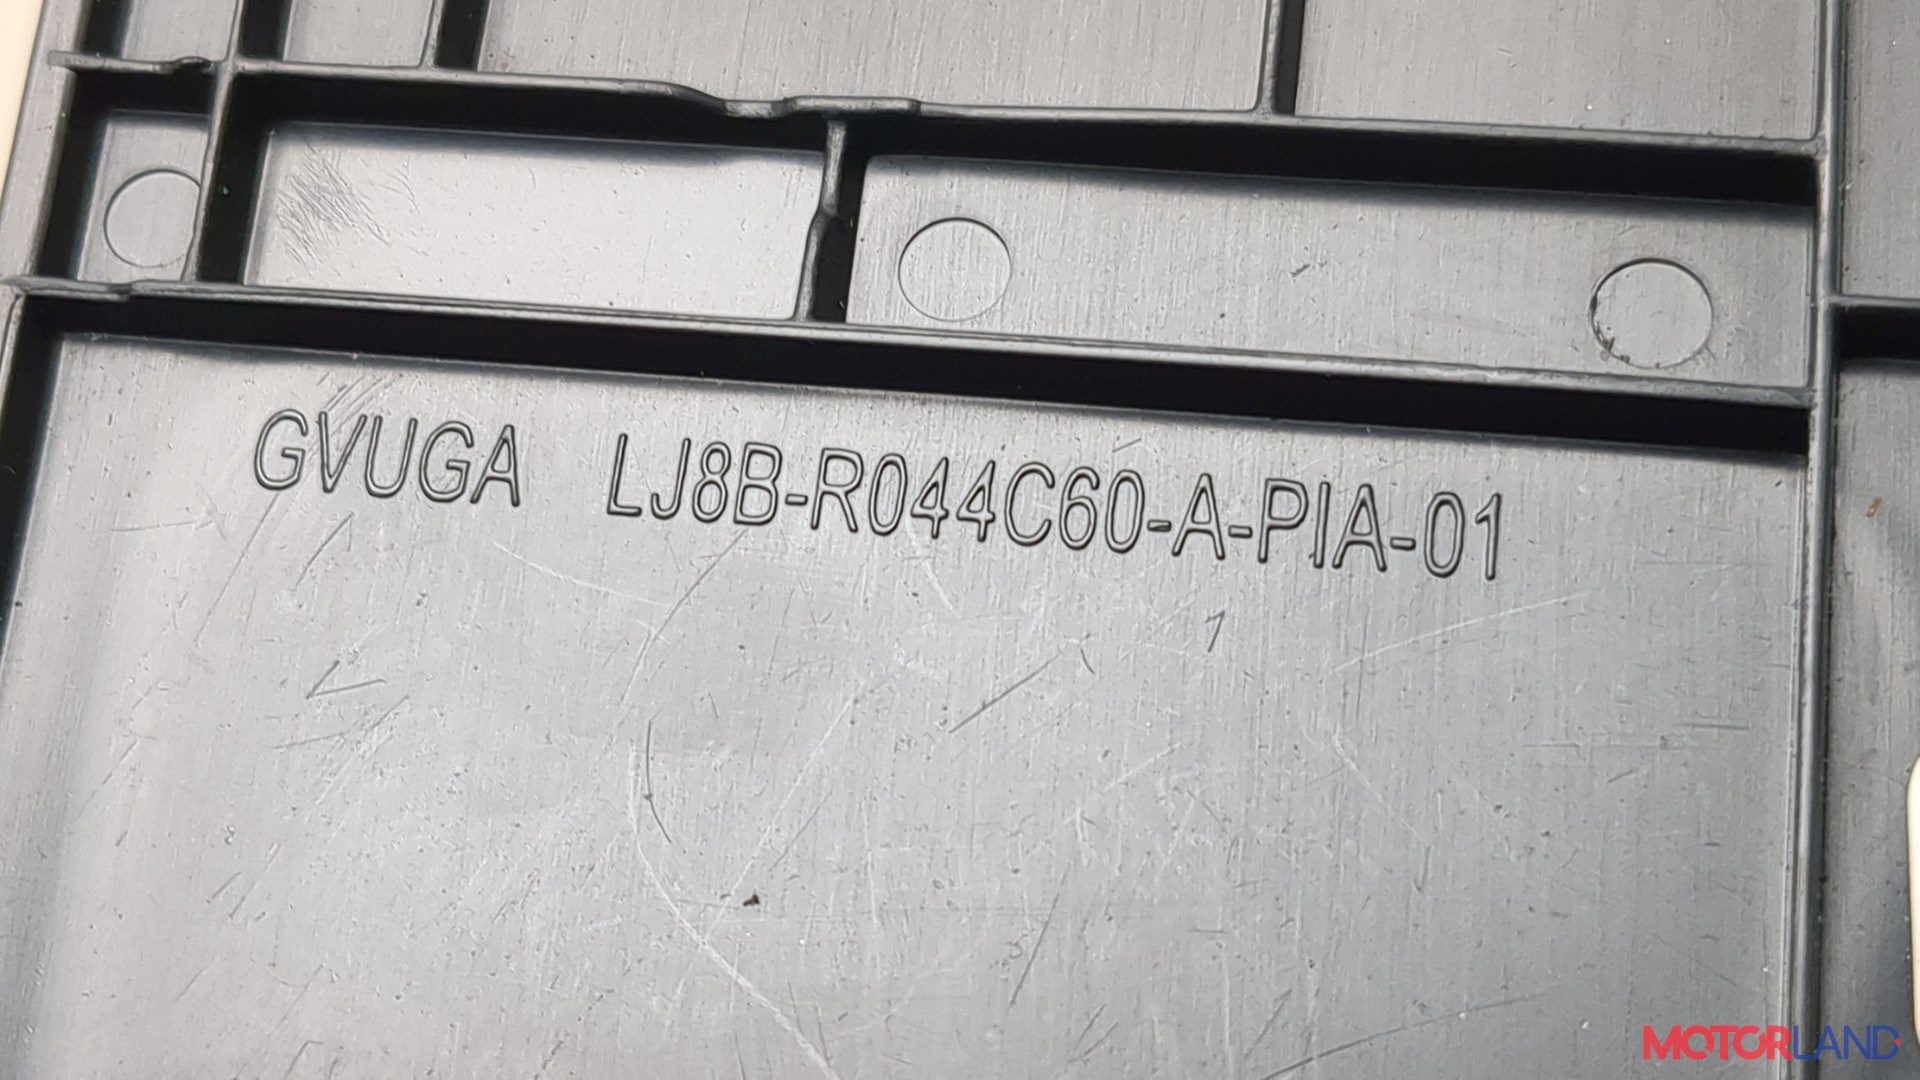 GVUGA LJ8B-R044C60-A-PIA-01
MOTORLAND